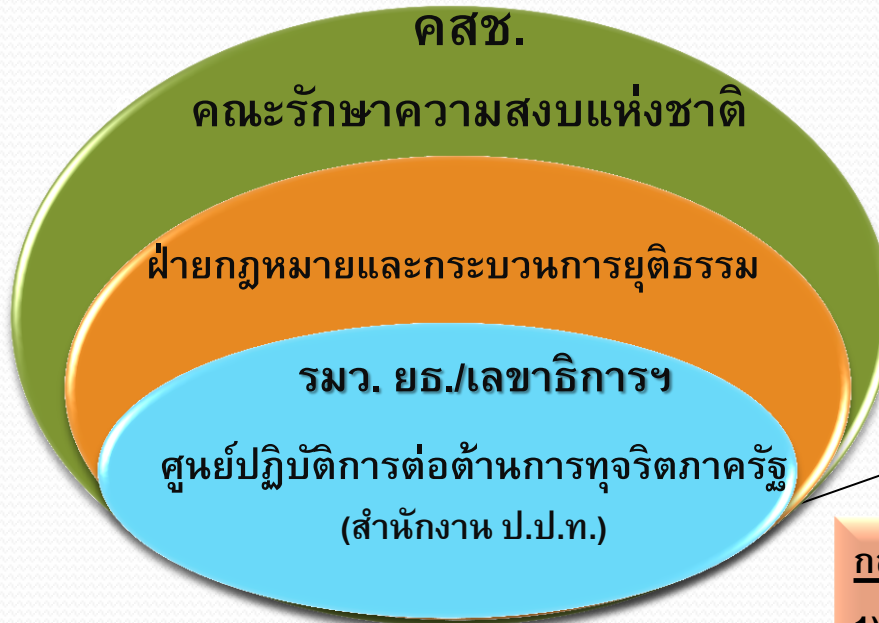 คสช.
คณะรักษาความสงบแห่งชาติ
ฝ่ายกฎหมายและกระบวนการยุติธรรม
รมว. ยธ./เลขาธิการฯ
ศูนย์ปฏิบัติการต่อต้านการทุจริตภาครัฐ
(สำนักงาน ป.ป.ท.)